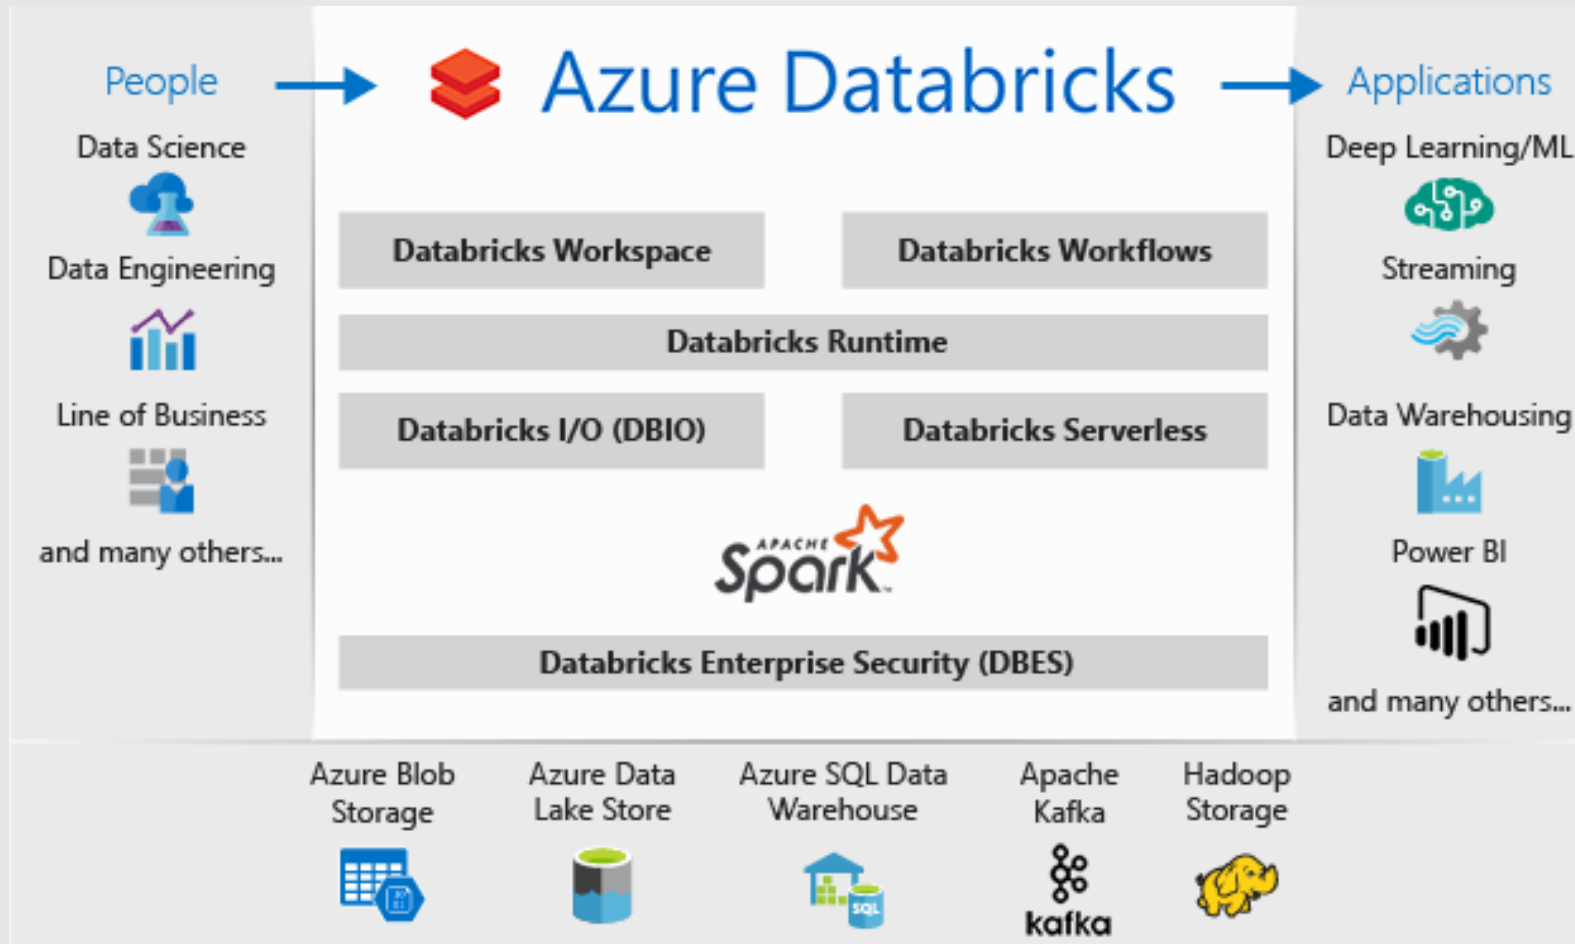 People
Azure Databricks
Applications
Data Science
Data Engineering
Line of Business
and many others...
Databricks Workspace
Databricks Workflows
Databricks Runtime
Databricks I/O (DBIO)
Databricks Serverless
APACHE
Spark™
Databricks Enterprise Security (DBES)
Deep Learning/ML
Streaming
Data Warehousing
Power BI
and many others...
Azure Blob
Storage
Azure Data
Lake Store
Azure SQL Data
Warehouse
SQL
Apache
Kafka
kafka
Hadoop
Storage